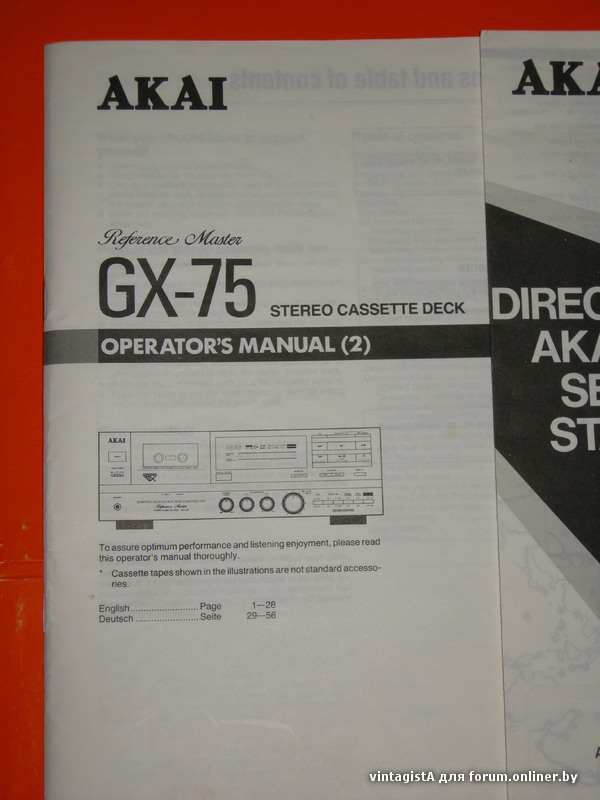 AKAI
Reference Master
GX-75 STEREO CASSETTE DECK
OPERATOR'S MANUAL (2)
AKAI
To assure optimum performance and listening enjoyment, please read
this operator's manual thoroughly.
* Cassette tapes shown in the illustrations are not standard accesso-
ries.
English ........................ Page 1—28
Deutsch ...................... Seite 29—56
AKA
DIREC
AKA
SE
STA
vintagistA для forum.onliner.by